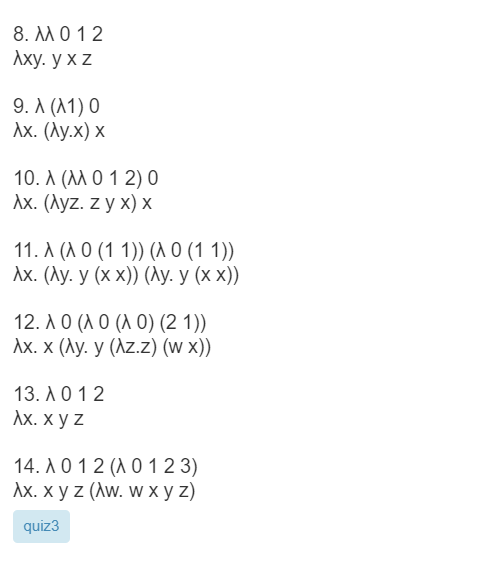 8. λλ 0 1 2
λxy. y x z
9. λ (λ1) 0
λx. (λy.x) x
10. λ (λλ 0 1 2) 0
λx. (λyz. z y x) x
11. λ (λ 0 (1 1)) (λ 0 (1 1))
λx. (λy. y (x x)) (λy. y (x x))
12. λ 0 (λ 0 (λ 0) (2 1))
λx. x (λy. y (λz.z) (w x))
13. λ 0 1 2
λx. x y z
14. λ 0 1 2 (λ 0 1 2 3)
λx. x y z (λw. w x y z)
quiz3